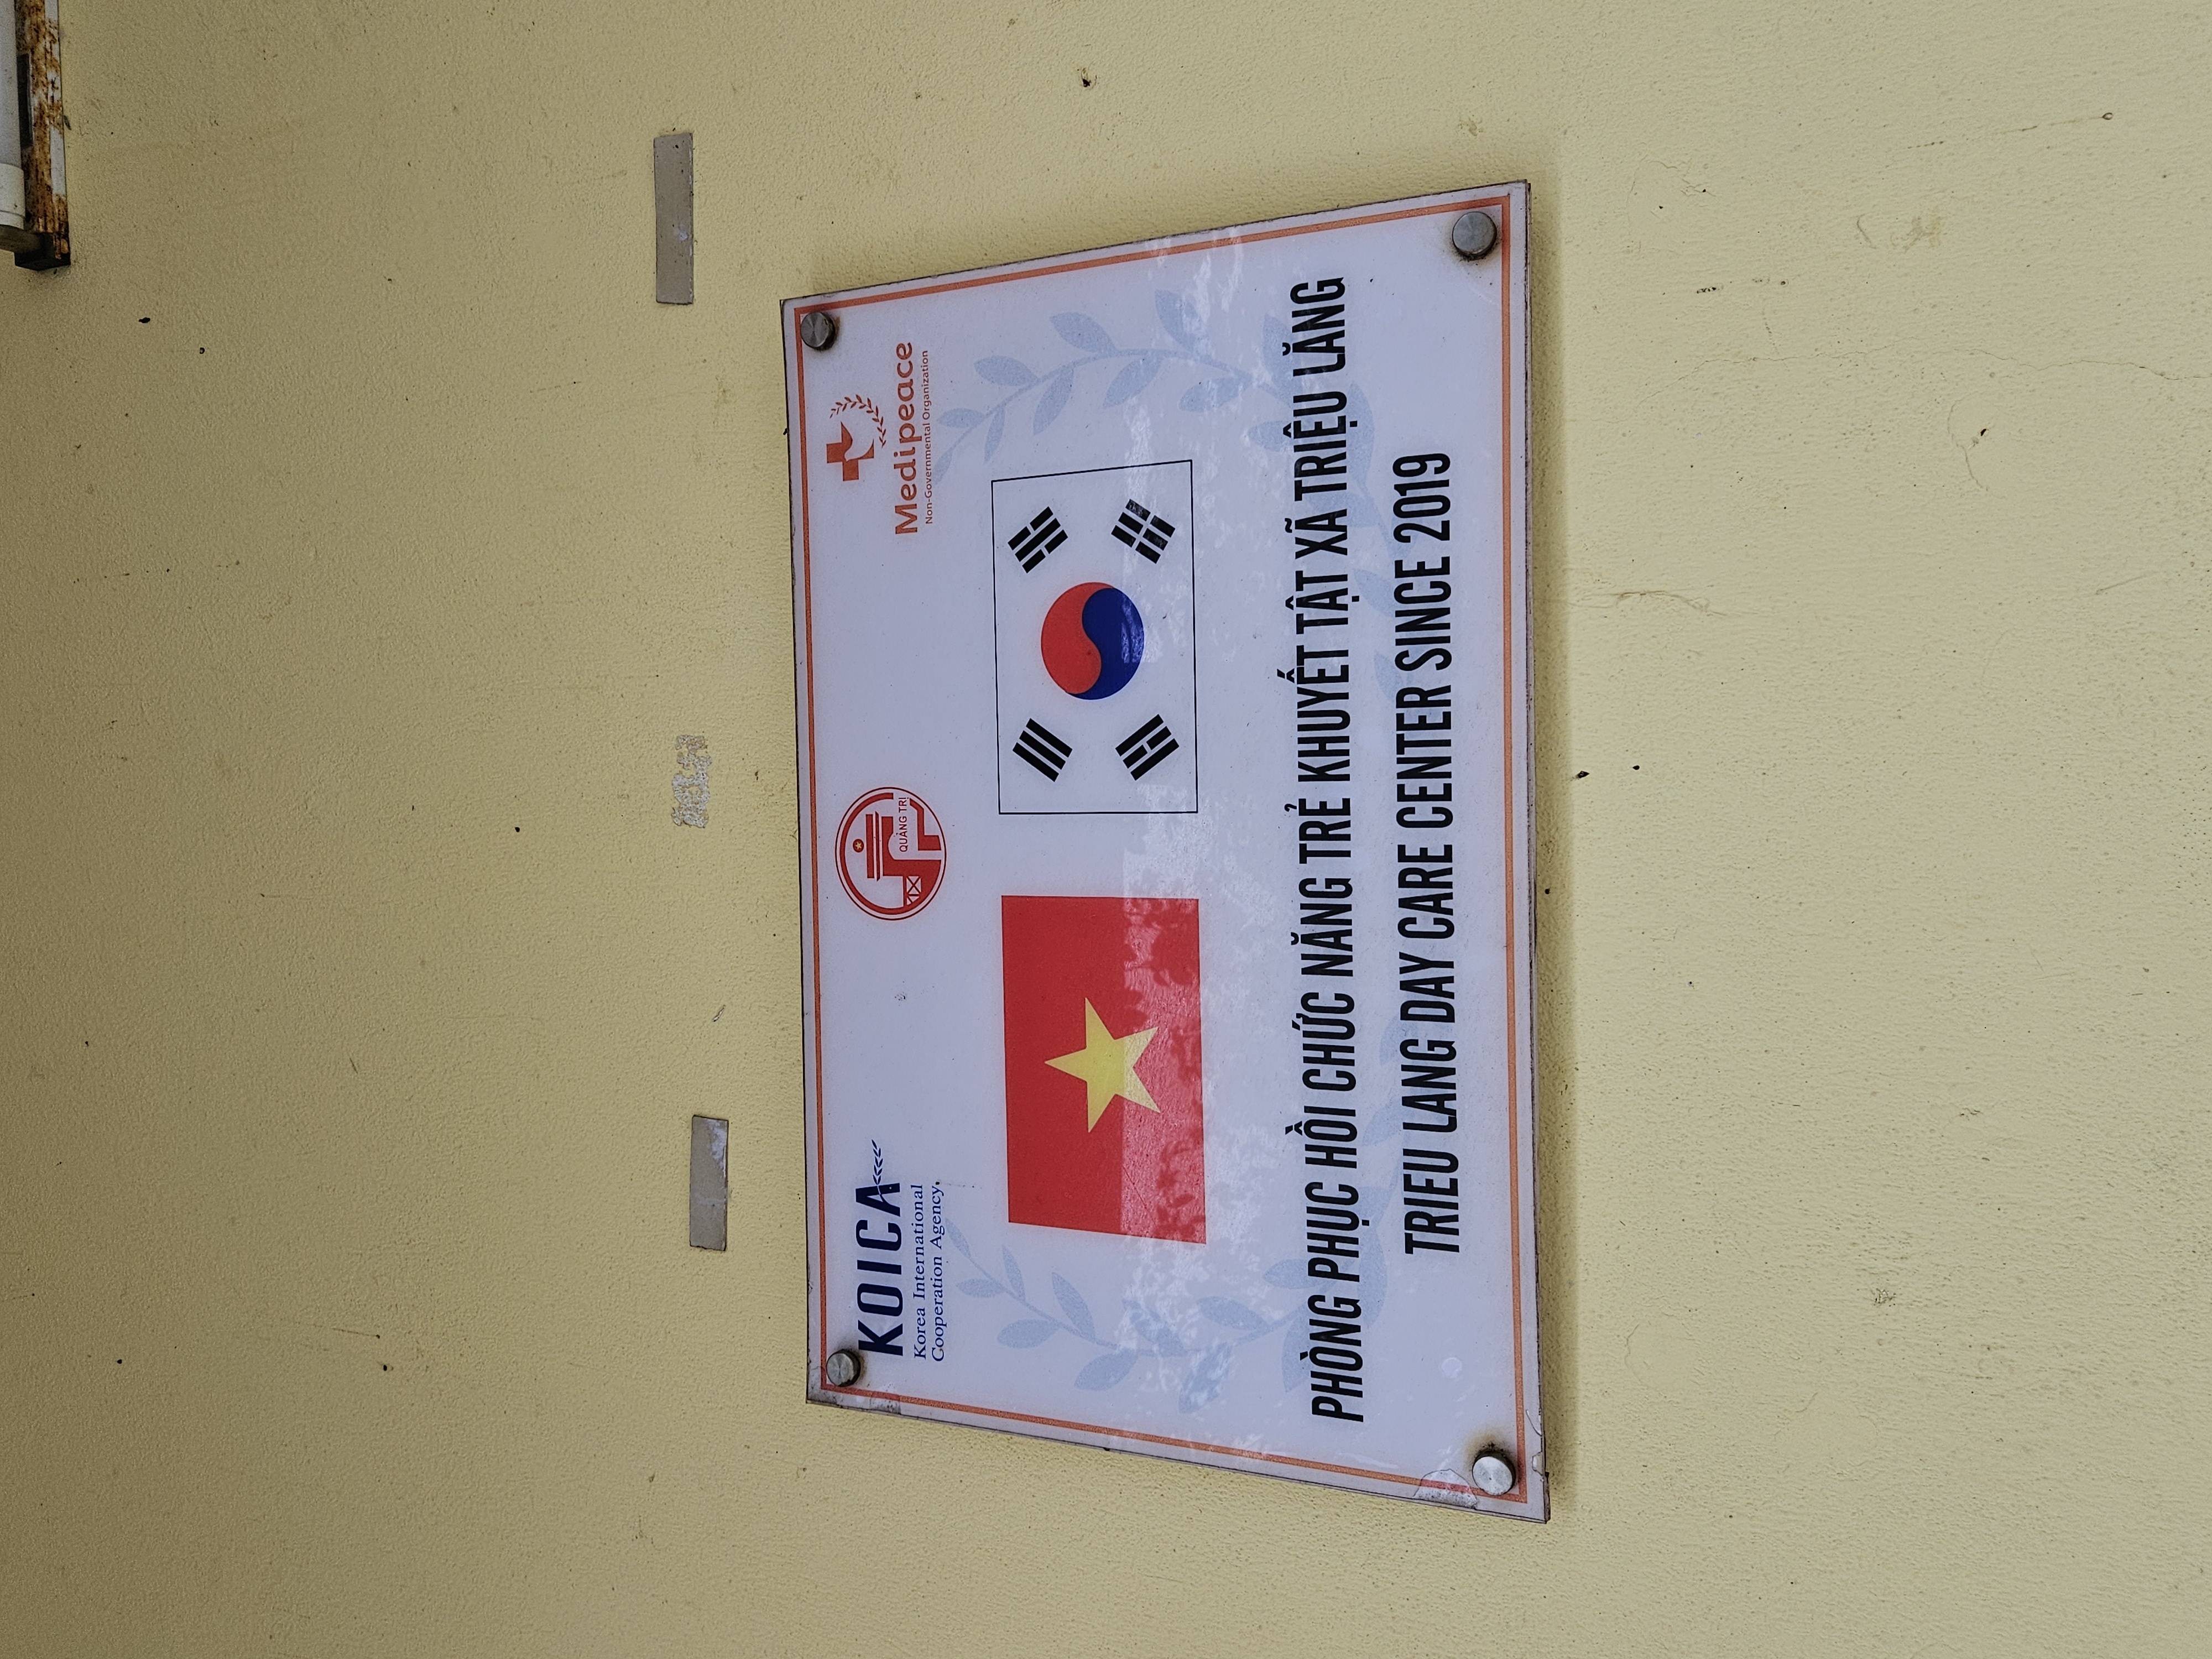 KOICA
Korea International
Cooperation Agency
QUẢNG TRỊ
Medipeace
Non-Governmental Organization
PHÒNG PHỤC HỒI CHỨC NĂNG TRẺ KHUYẾT TẬT XÃ TRIỆU LĂNG
TRIEU LANG DAY CARE CENTER SINCE 2019